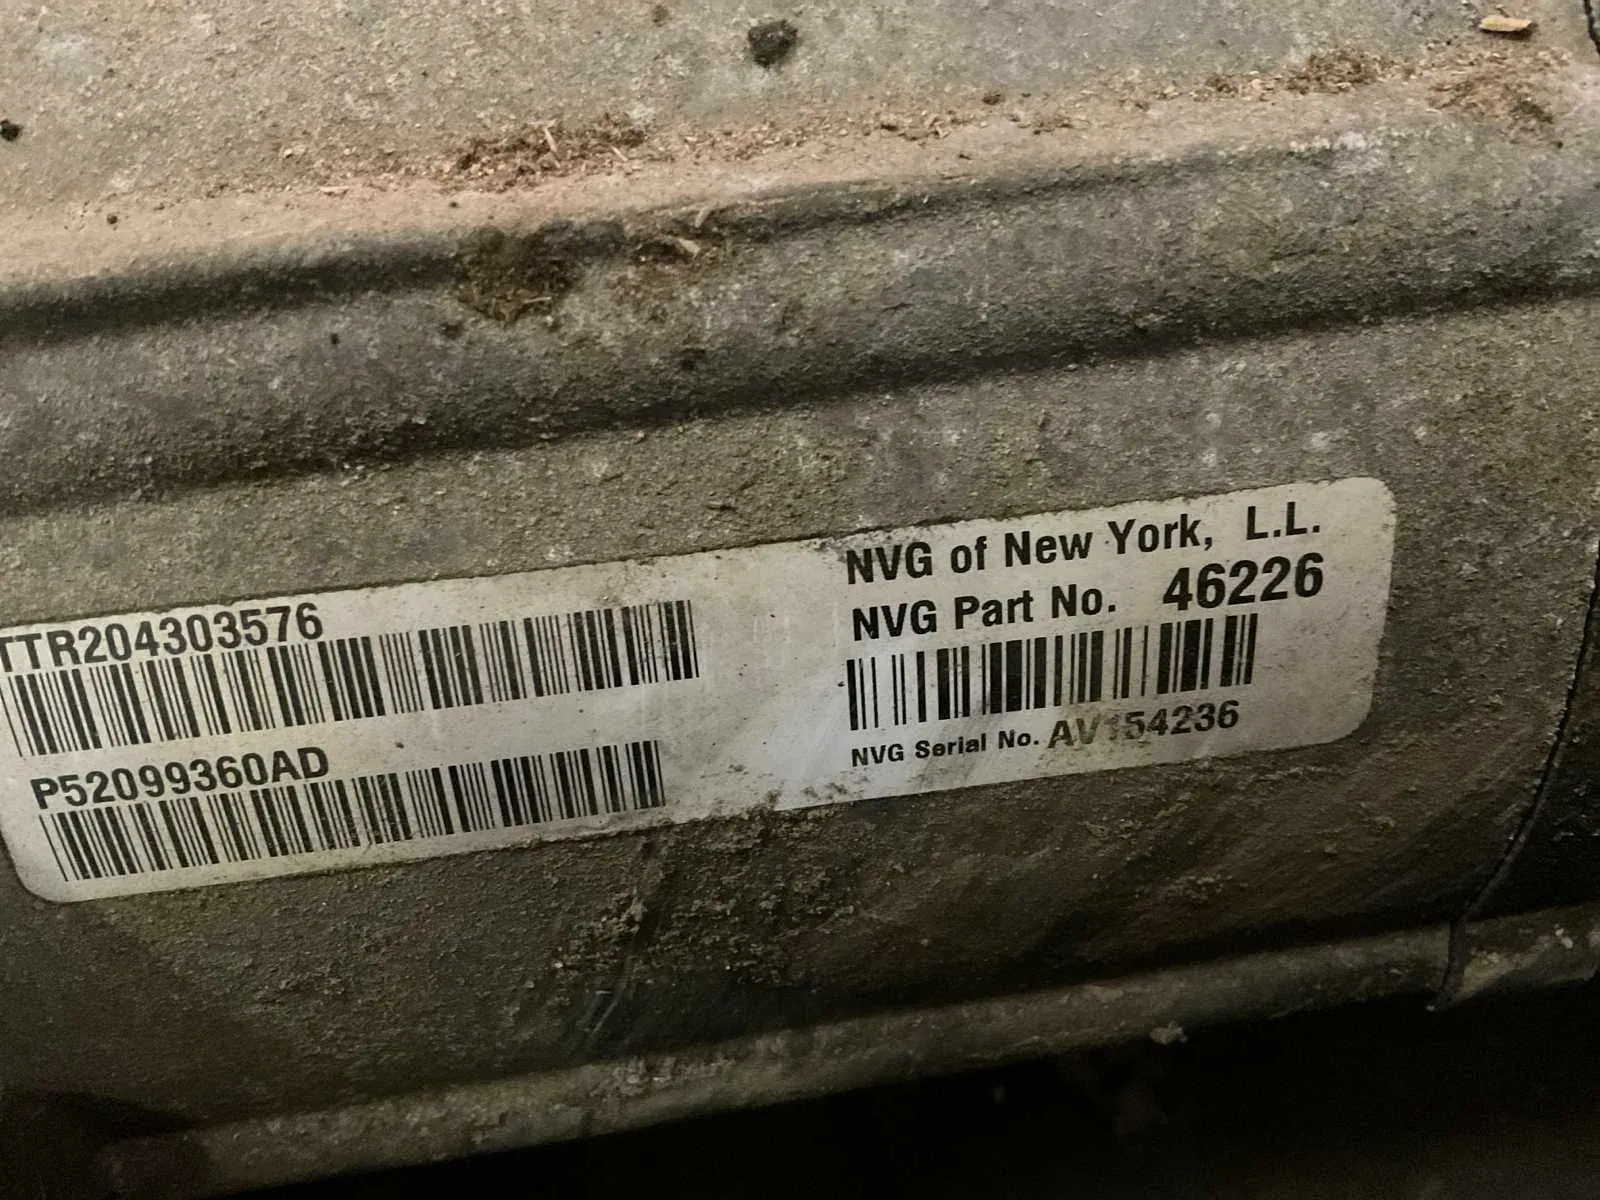 TTR204303576
P52099360AD
NVG of New York, L.L.
NVG Part No. 46226
NVG Serial No. AV154236